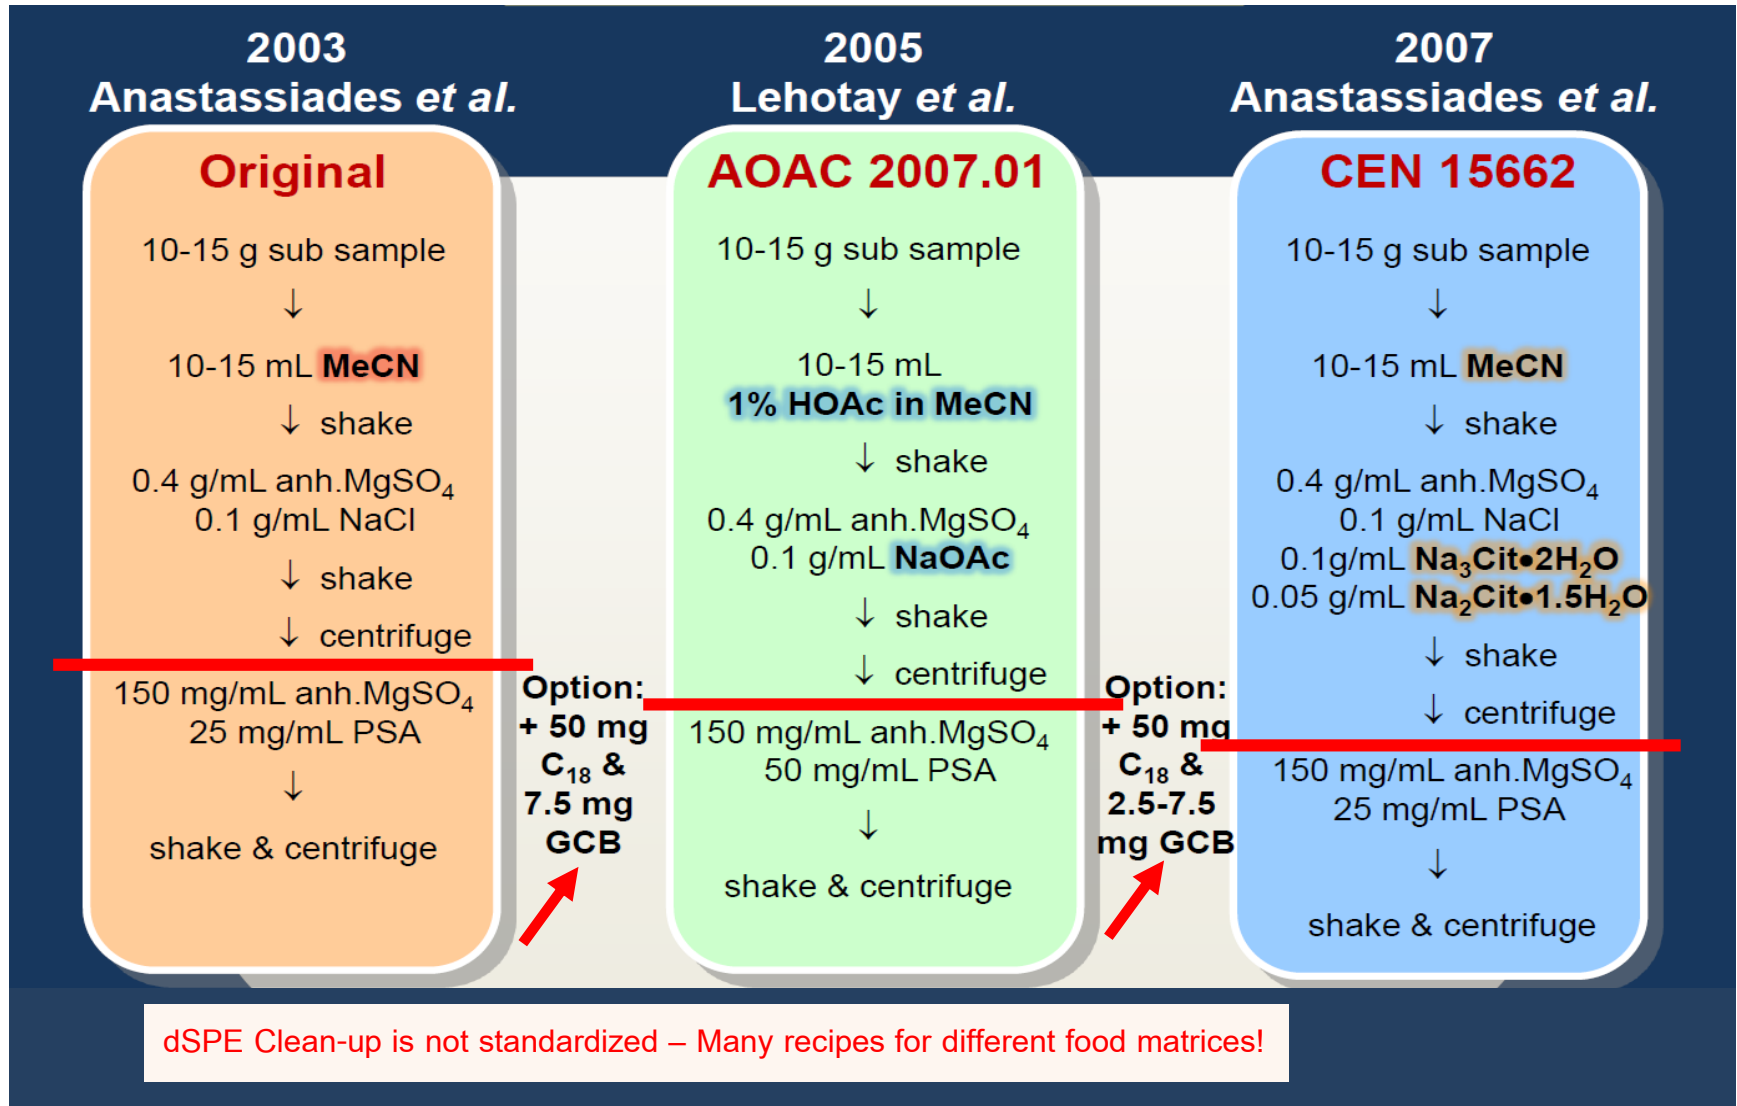 2003
Anastassiades et al.
Original
10-15 g sub sample
↓
10-15 mL MeCN
↓ shake
0.4 g/mL anh.MgSO₄
0.1 g/mL NaCl
↓ shake
↓ centrifuge
150 mg/mL anh.MgSO₄
25 mg/mL PSA
↓
shake & centrifuge
Option:
+ 50 mg
C₁₈ &
7.5 mg
GCB
2005
Lehotay et al.
AOAC 2007.01
10-15 g sub sample
↓
10-15 mL
1% HOAc in MeCN
↓ shake
0.4 g/mL anh.MgSO₄
0.1 g/mL NaOAc
↓ shake
↓ centrifuge
150 mg/mL anh.MgSO₄
50 mg/mL PSA
↓
shake & centrifuge
Option:
+ 50 mg
C₁₈ &
2.5-7.5
mg GCB
2007
Anastassiades et al.
CEN 15662
10-15 g sub sample
↓
10-15 mL MeCN
↓ shake
0.4 g/mL anh.MgSO₄
0.1 g/mL NaCl
0.1g/mL Na₃Cit•2H₂O
0.05 g/mL Na₂Cit•1.5H₂O
↓ shake
↓ centrifuge
150 mg/mL anh.MgSO₄
25 mg/mL PSA
↓
shake & centrifuge
dSPE Clean-up is not standardized – Many recipes for different food matrices!